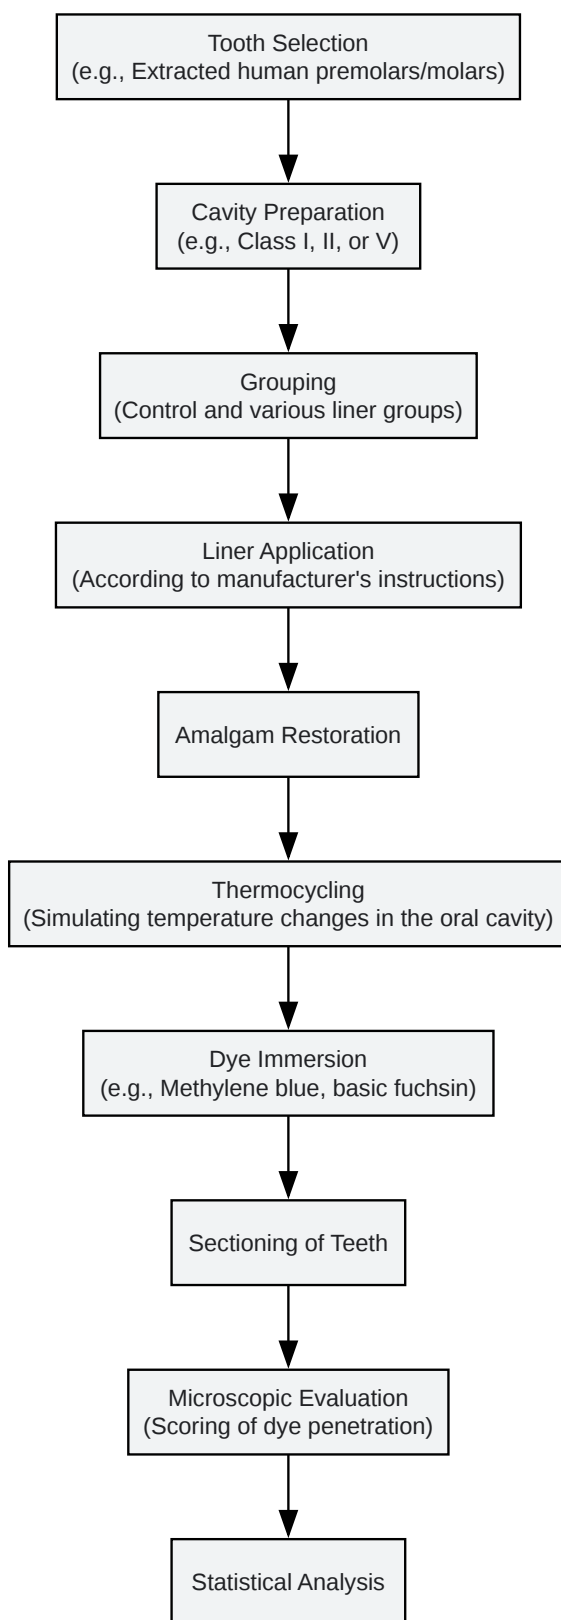 Tooth Selection
(e.g., Extracted human premolars/molars)
Cavity Preparation
(e.g., Class I, II, or V)
Grouping
(Control and various liner groups)
Liner Application
(According to manufacturer's instructions)
Amalgam Restoration
Thermocycling
(Simulating temperature changes in the oral cavity)
Dye Immersion
(e.g., Methylene blue, basic fuchsin)
Sectioning of Teeth
Microscopic Evaluation
(Scoring of dye penetration)
Statistical Analysis